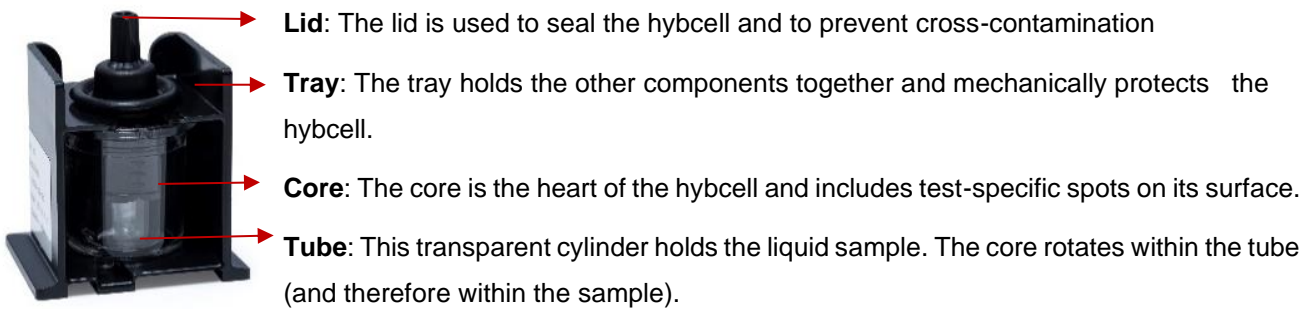 Lid: The lid is used to seal the hybcell and to prevent cross-contamination
Tray: The tray holds the other components together and mechanically protects the
hybcell.
Core: The core is the heart of the hybcell and includes test-specific spots on its surface.
Tube: This transparent cylinder holds the liquid sample. The core rotates within the tube
(and therefore within the sample).